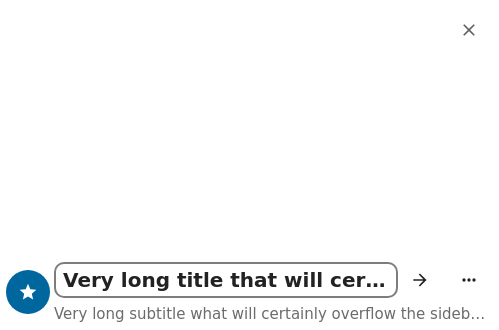 Very long title that will cer…
Very long subtitle what will certainly overflow the sideb…